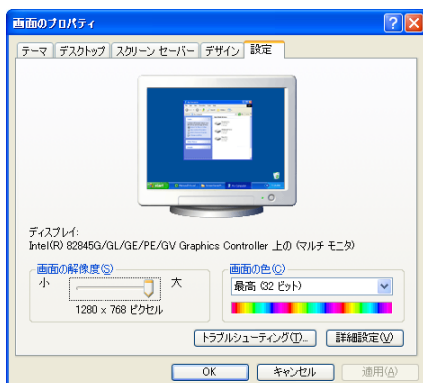 画面のプロパティ
テーマ デスクトップ スクリーン セーバー デザイン 設定
ディスプレイ:
Intel(R) 82845G/GL/GE/PE/GV Graphics Controller 上の (マルチ モニタ)
画面の解像度(S)
小 大
1280 x 768 ピクセル
画面の色(C)
最高 (32 ビット)
トラブルシューティング(T)... 詳細設定(V)
OK キャンセル 適用(A)